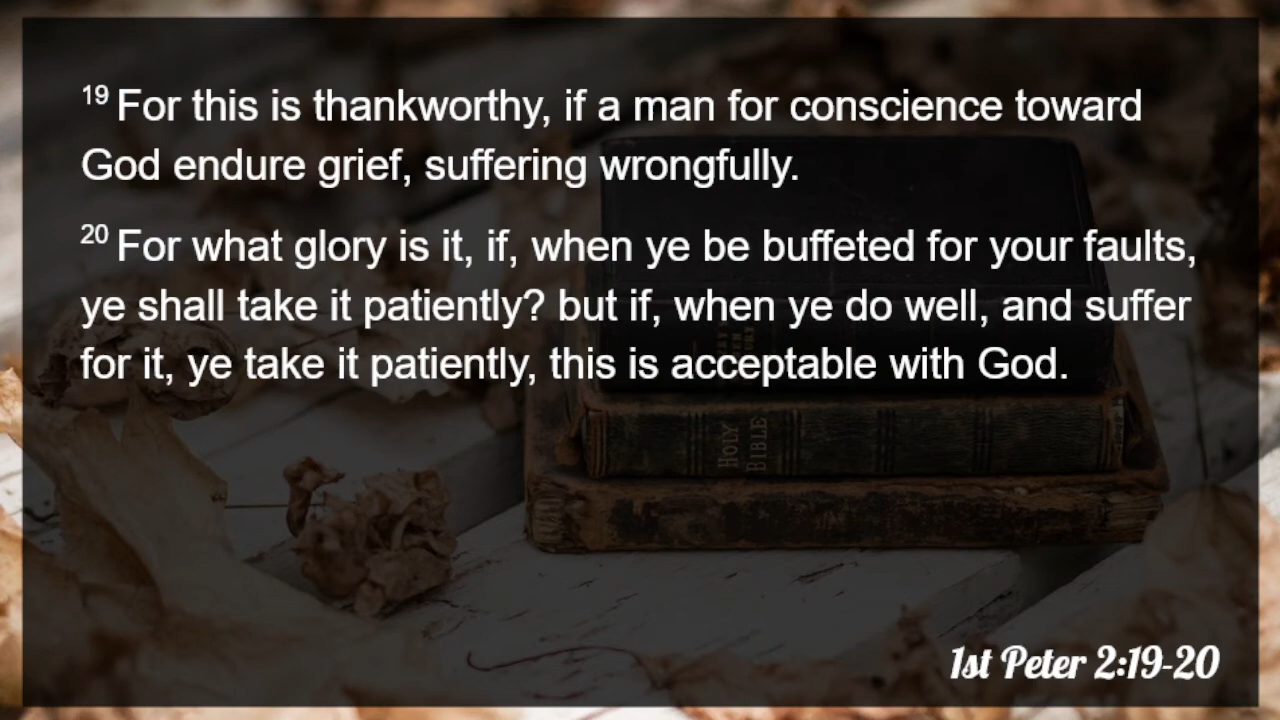 19 For this is thankworthy, if a man for conscience toward
God endure grief, suffering wrongfully.
20 For what glory is it, if, when ye be buffeted for your faults,
ye shall take it patiently? but if, when ye do well, and suffer
for it, ye take it patiently, this is acceptable with God.
HOLY
BIBLE
1st Peter 2:19-20